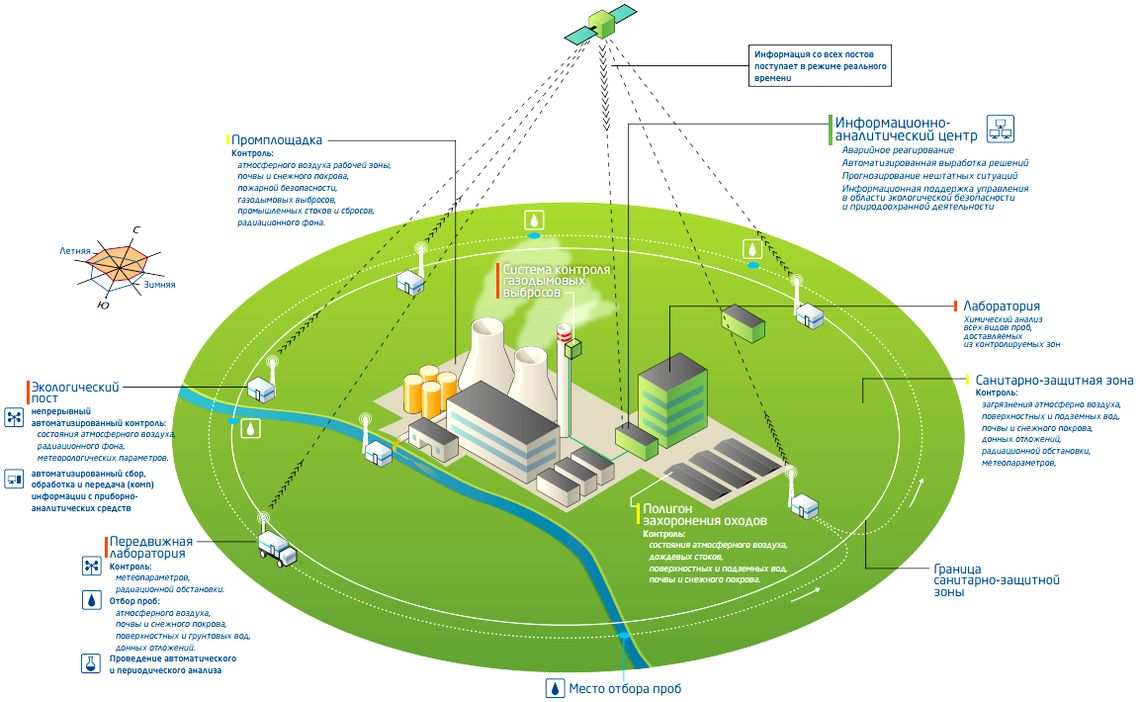 Информация со всех постов
поступает в режиме реального
времени
Информационно-
аналитический центр
Аварийное реагирование
Автоматизированная выработка решений
Прогнозирование нештатных ситуаций
Информационная поддержка управления
в области экологической безопасности
и природоохранной деятельности
Промплощадка
Контроль:
атмосферного воздуха рабочей зоны,
почвы и снежного покрова,
пожарной безопасности,
газодымовых выбросов,
промышленных стоков и сбросов,
радиационного фона.
С
Летняя
Зимняя
Ю
Система контроля
газодымовых
выбросов
Лаборатория
Химический анализ
всех видов проб,
доставляемых
из контролируемых зон
Санитарно-защитная зона
Контроль:
загрязнения атмосферно воздуха,
поверхностных и подземных вод,
почвы и снежного покрова,
донных отложений,
радиационной обстановки,
метеопараметров,
Экологический
пост
непрерывный
автоматизированный контроль:
состояния атмосферного воздуха,
радиационного фона,
метеорологических параметров.
автоматизированный сбор,
обработка и передача (комп)
информации с приборно-
аналитических средств
Полигон
захоронения оходов
Контроль:
состояния атмосферного воздуха,
дождевых стоков,
поверхностных и подземных вод,
почвы и снежного покрова.
Передвижная
лаборатория
Контроль:
метеопараметров,
радиационной обстановки.
Отбор проб:
атмосферного воздуха,
почвы и снежного покрова,
поверхностных и грунтовых вод,
донных отложений.
Проведение автоматического
и периодического анализа
Граница
санитарно-защитной
зоны
Место отбора проб